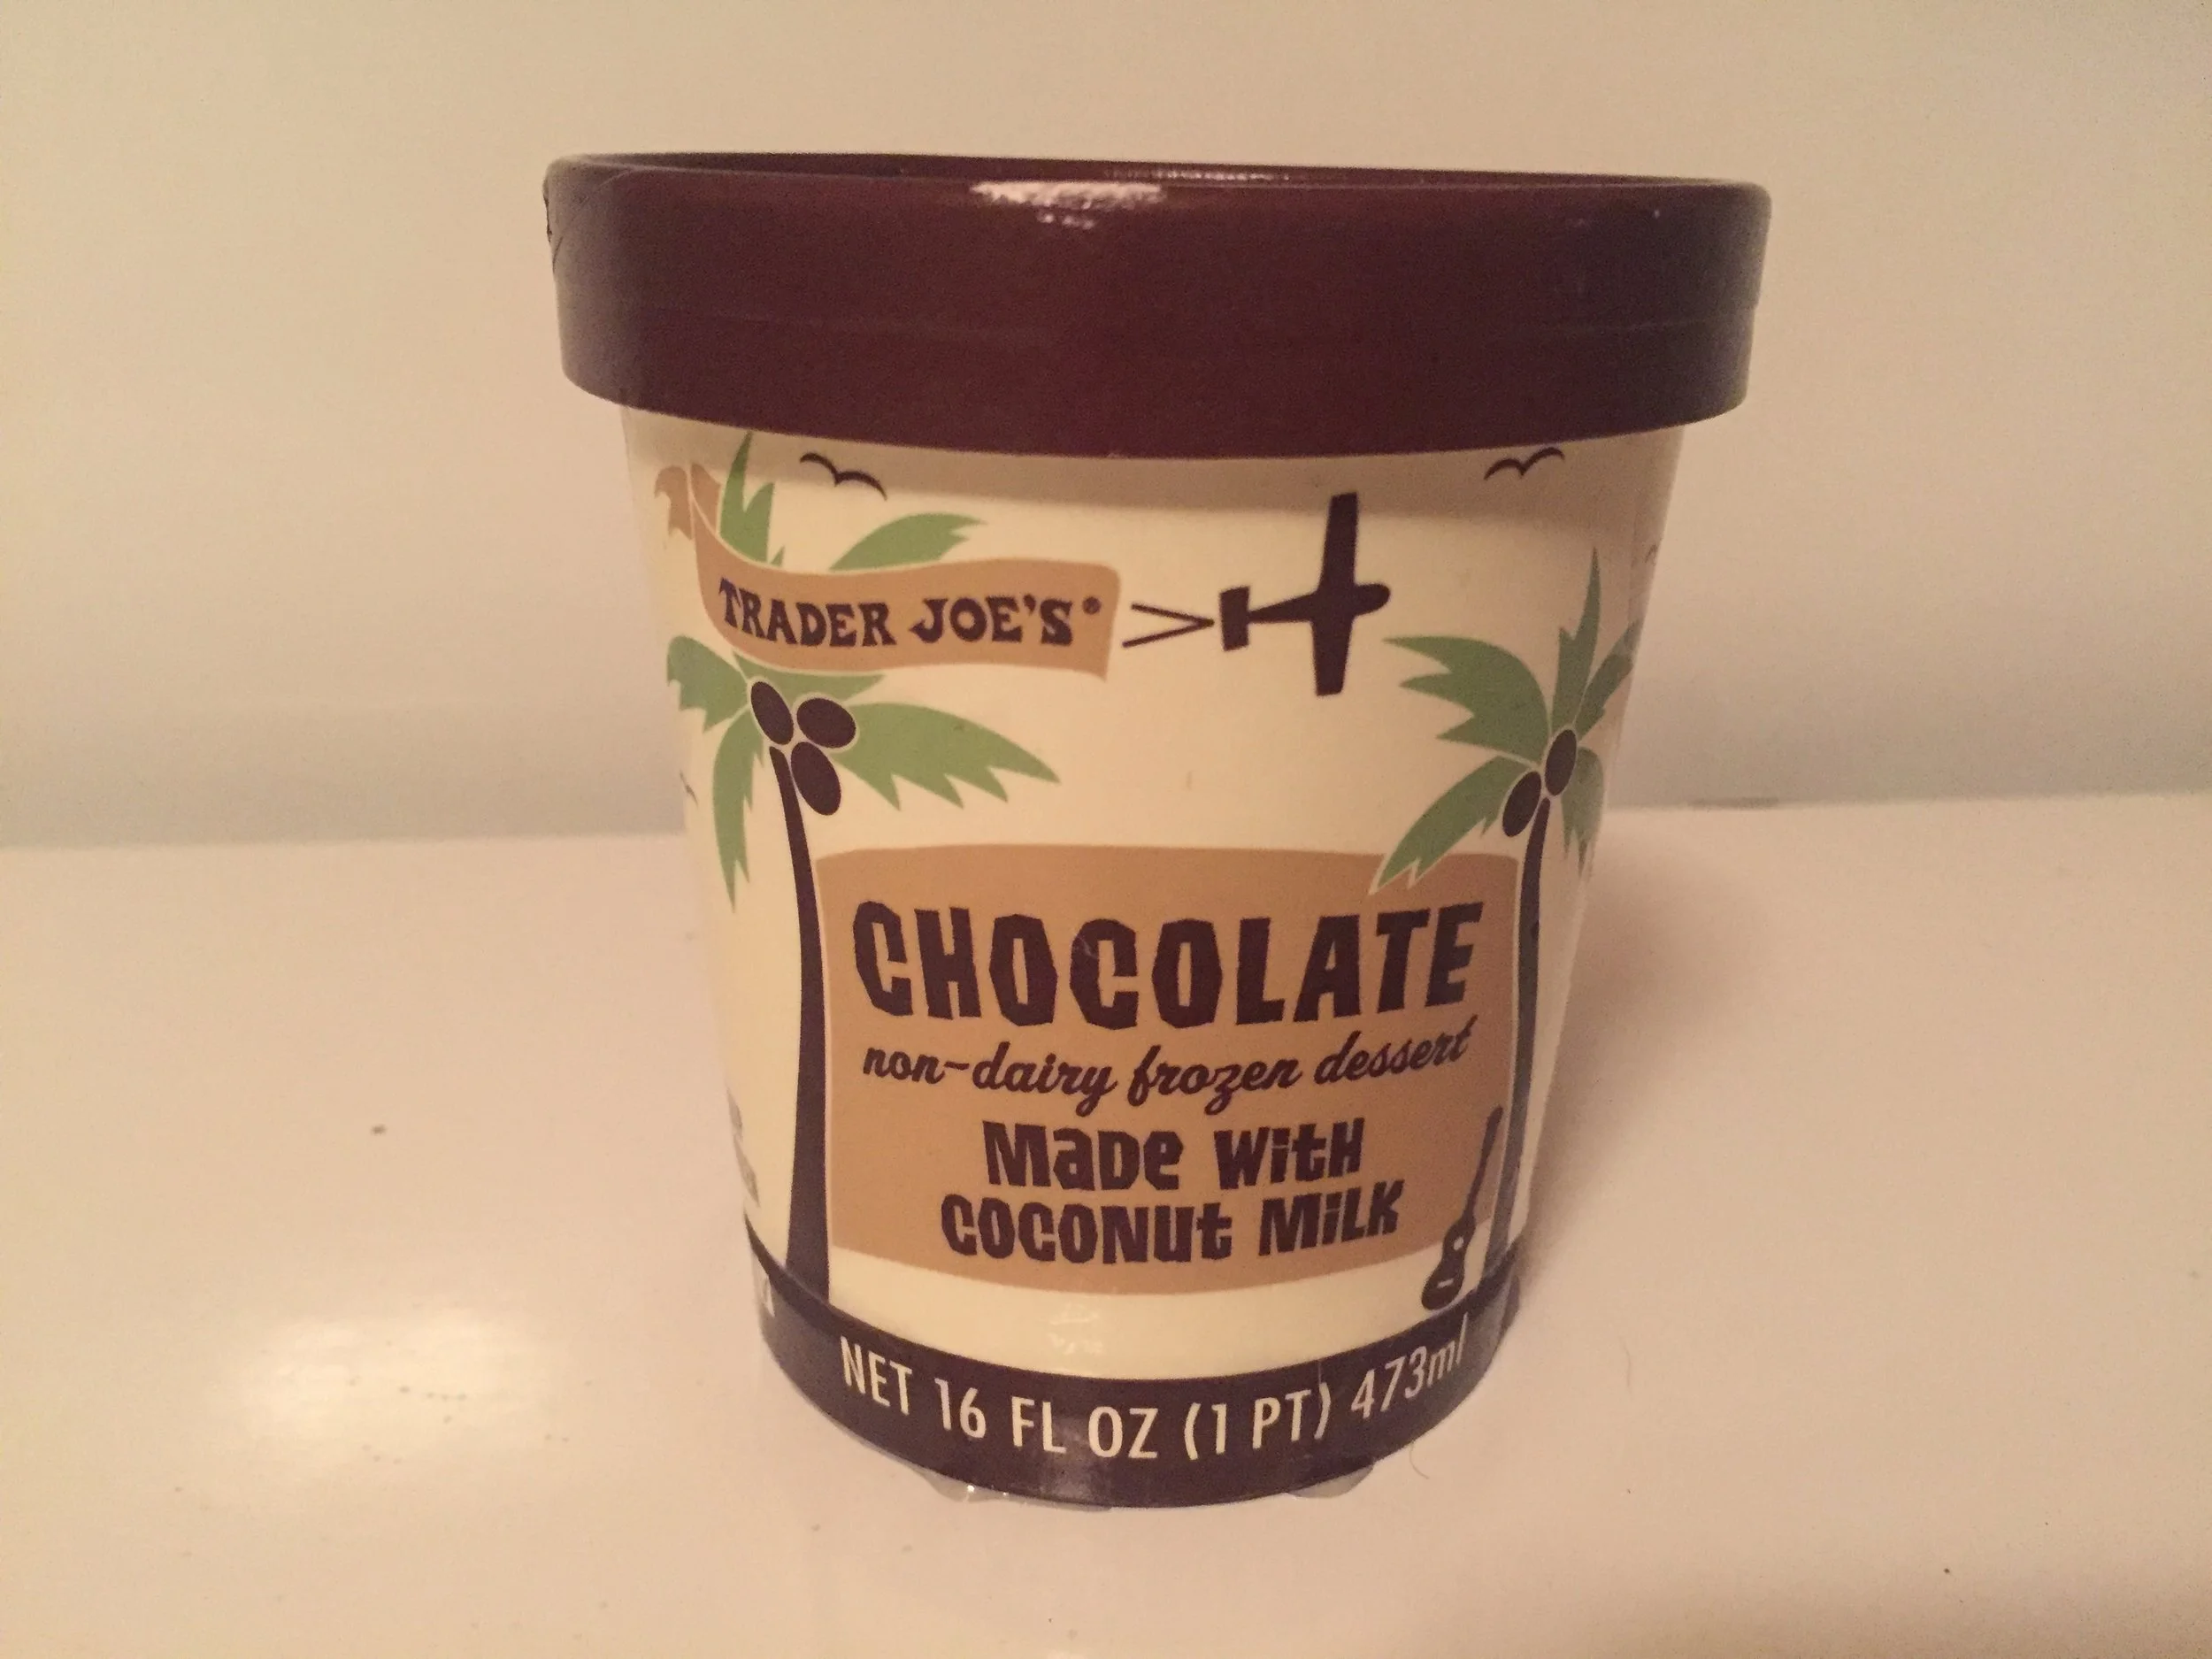 TRADER JOE'S®
CHOCOLATE
non-dairy frozen dessert
MaDe WitH
COCONUt MiLK
NET 16 FL OZ (1 PT) 473ml